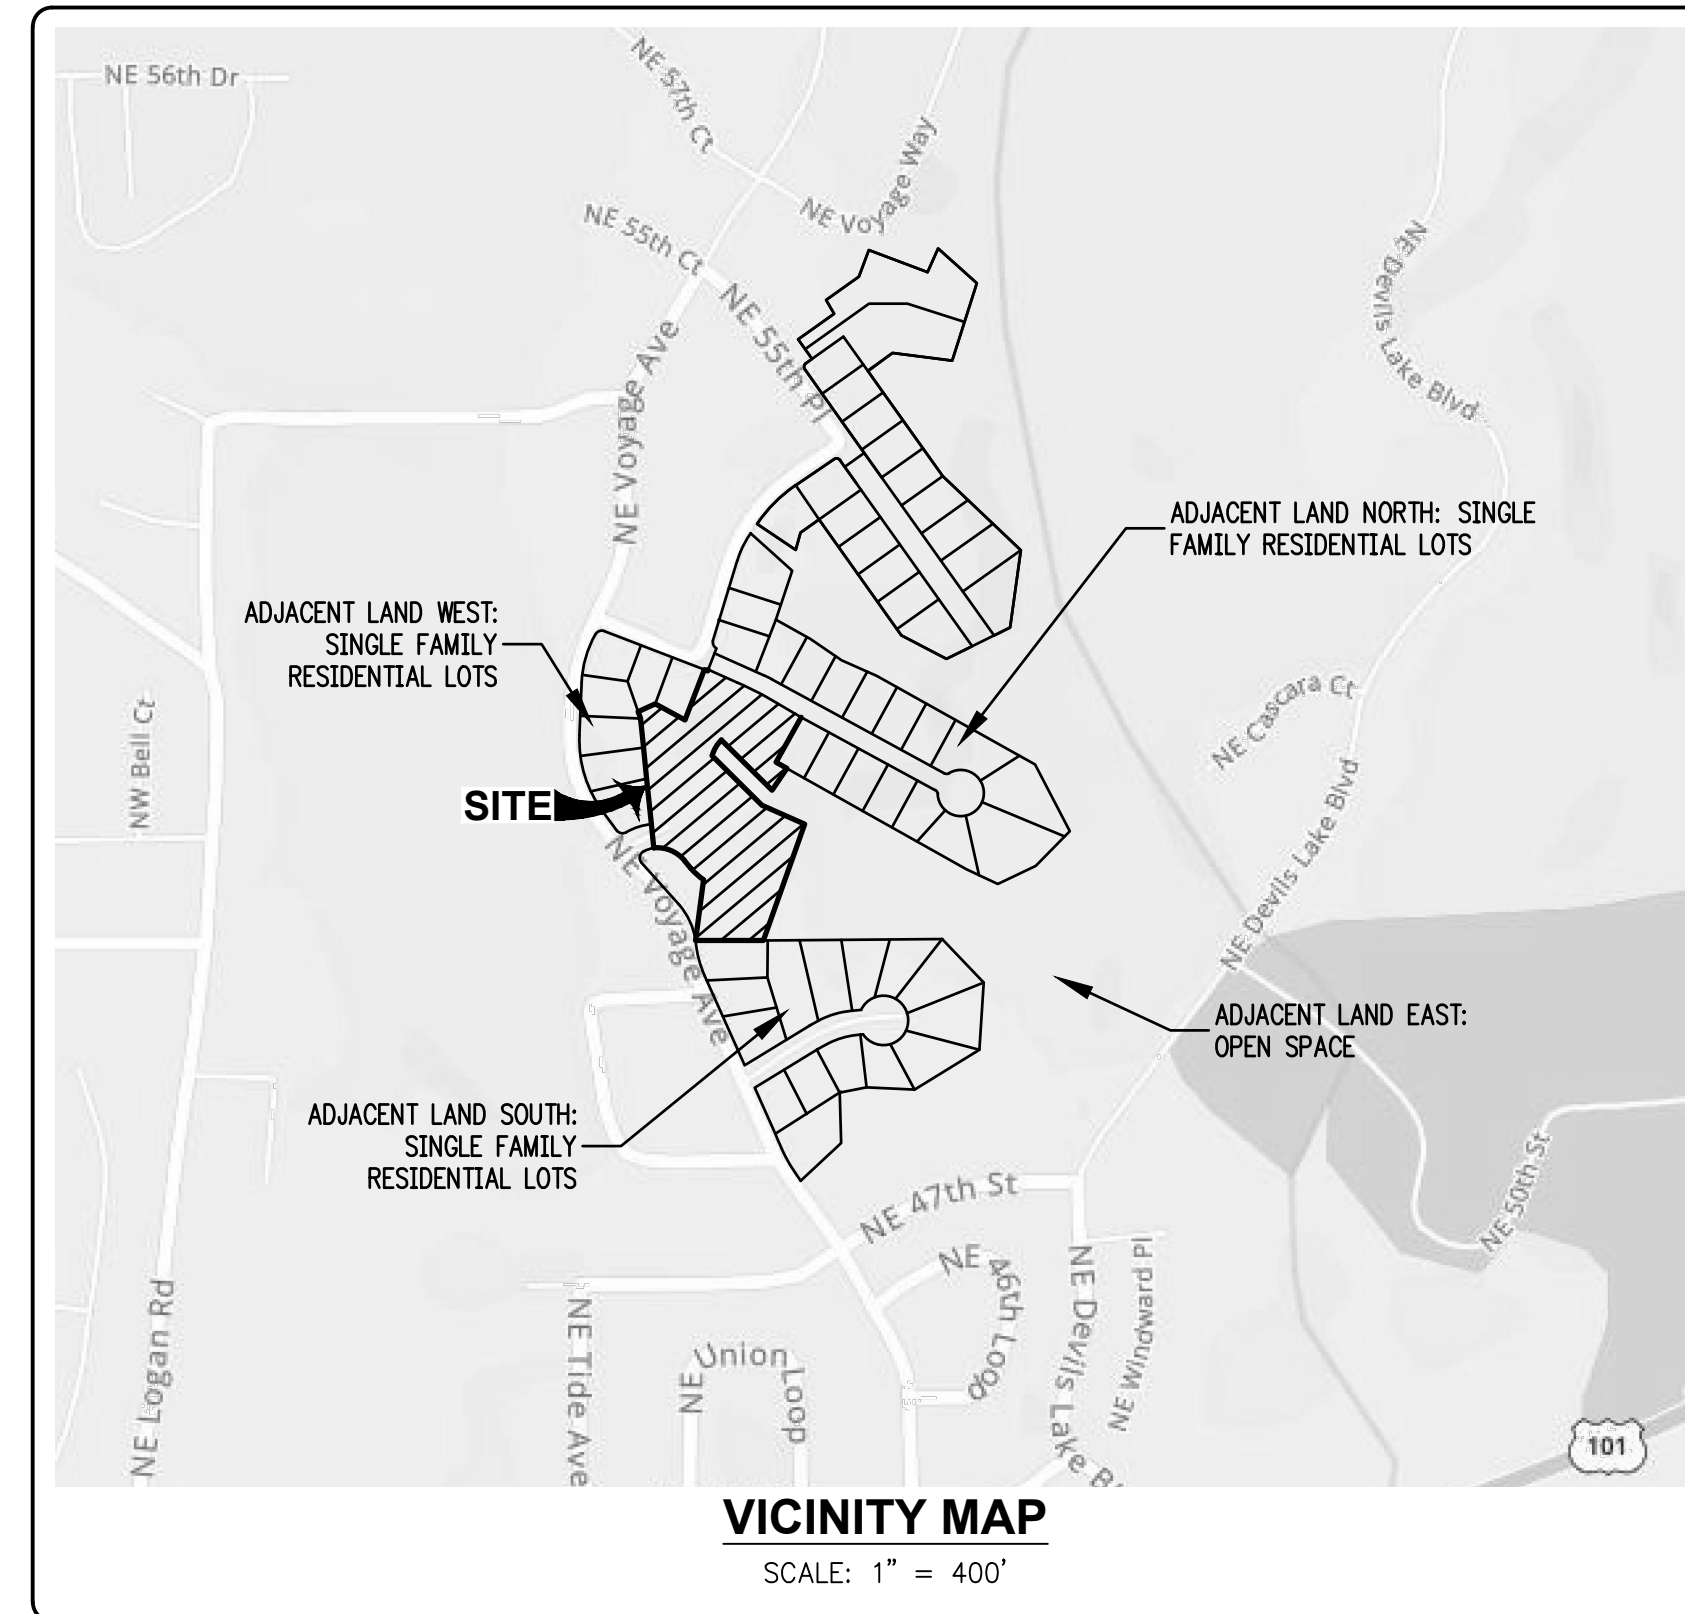 NE 56th Dr
NE 57th Ct
NE Voyage Way
NE 55th Ct
NE 55th Pl
NE Voyage Ave
NE Devils Lake Blvd
ADJACENT LAND NORTH: SINGLE
FAMILY RESIDENTIAL LOTS
ADJACENT LAND WEST:
SINGLE FAMILY
RESIDENTIAL LOTS
NW Bell Ct
NE Cascara Ct
SITE
NE Voyage Ave
NE Devils Lake Blvd
ADJACENT LAND EAST:
OPEN SPACE
ADJACENT LAND SOUTH:
SINGLE FAMILY
RESIDENTIAL LOTS
NE 47th St
NE 50th St
NE 46th Loop
NE Devils Lake B
NE Windward Pl
NE Logan Rd
NE Tide Ave
NE Union Loop
101
VICINITY MAP
SCALE: 1" = 400'